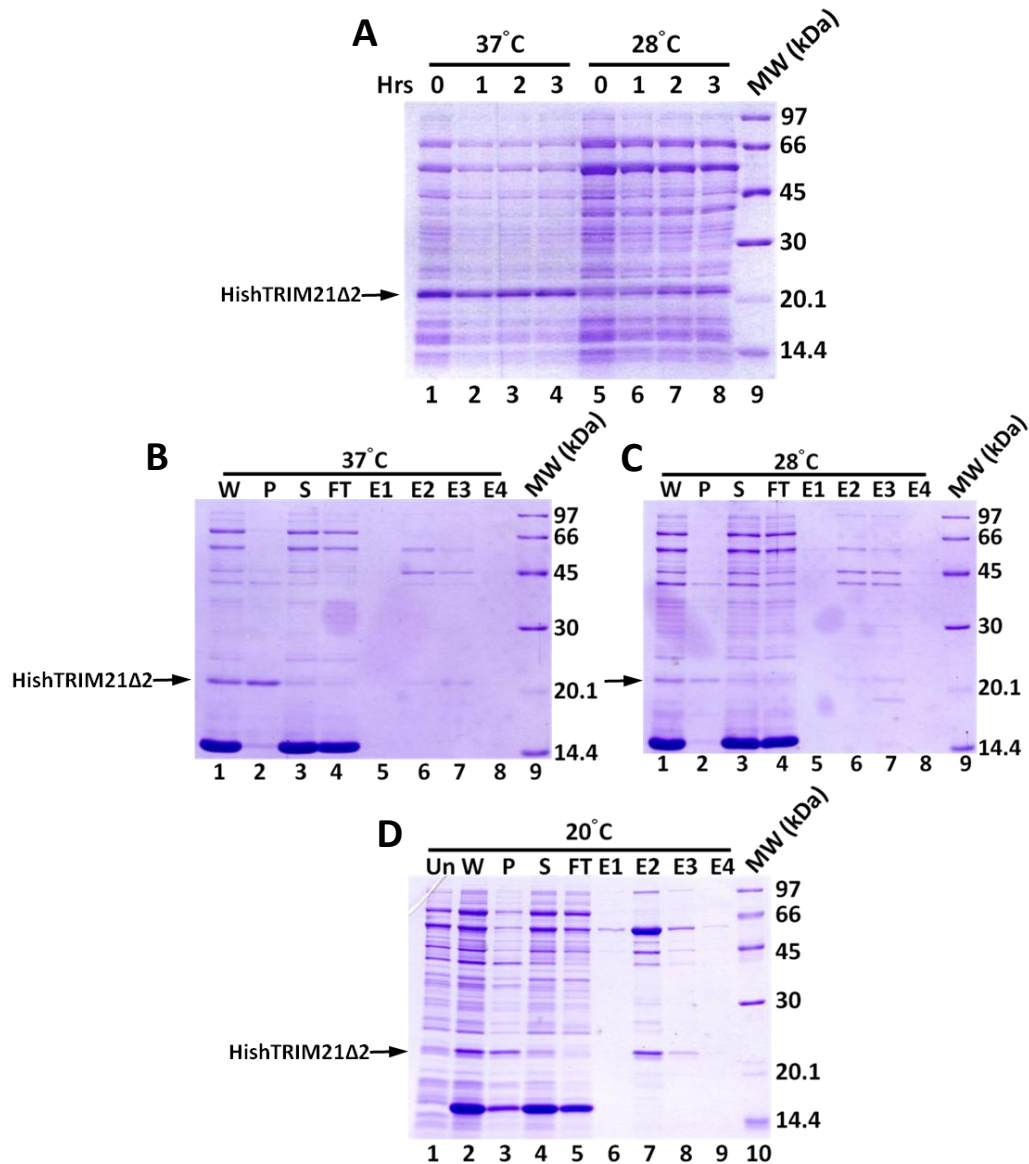 A
37°C 28°C MW (kDa)
Hrs 0 1 2 3 0 1 2 3
97
66
45
30
HishTRIM21Δ2
20.1
14.4
1 2 3 4 5 6 7 8 9
B
37°C
W P S FT E1 E2 E3 E4 MW (kDa)
97
66
45
30
HishTRIM21Δ2
20.1
14.4
1 2 3 4 5 6 7 8 9
C
28°C
W P S FT E1 E2 E3 E4 MW (kDa)
97
66
45
30
20.1
14.4
1 2 3 4 5 6 7 8 9
D
20°C
Un W P S FT E1 E2 E3 E4 MW (kDa)
97
66
45
30
HishTRIM21Δ2
20.1
14.4
1 2 3 4 5 6 7 8 9 10